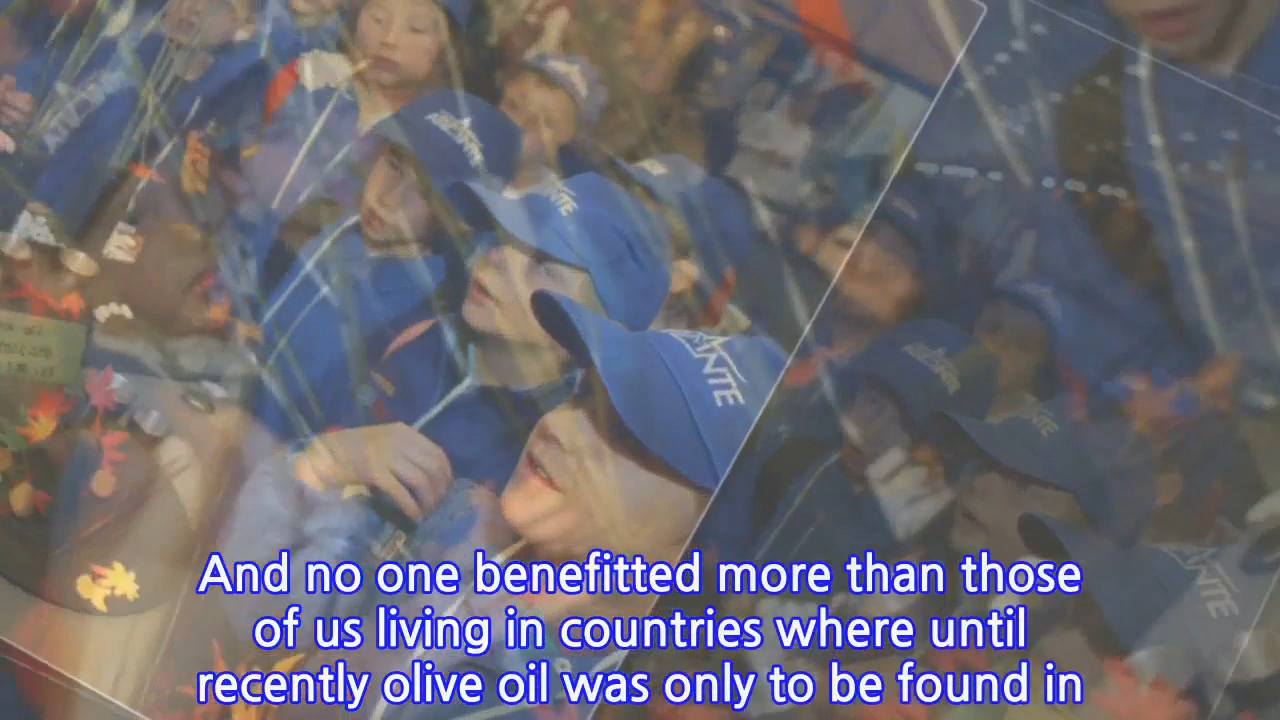 And no one benefitted more than those
of us living in countries where until
recently olive oil was only to be found in